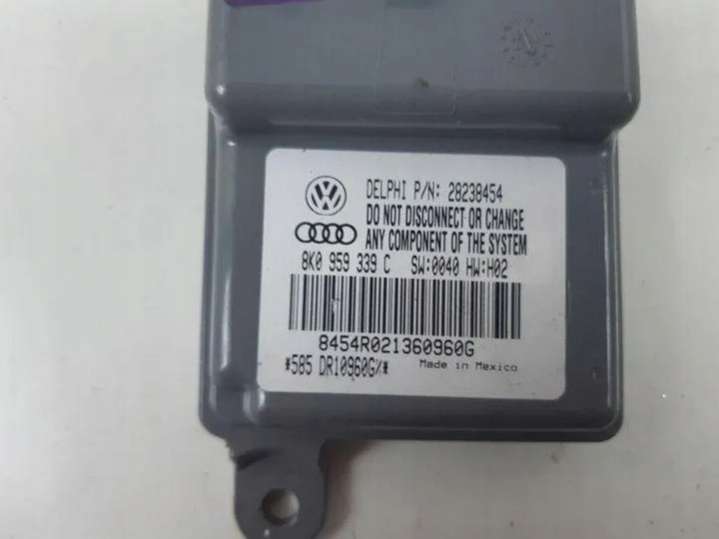 DELPHI P/N: 28238454
DO NOT DISCONNECT OR CHANGE
ANY COMPONENT OF THE SYSTEM
8K0 959 339 C SW:0040 HW:H02
8454R021360960G
*585 DR10960G%* Made in Mexico